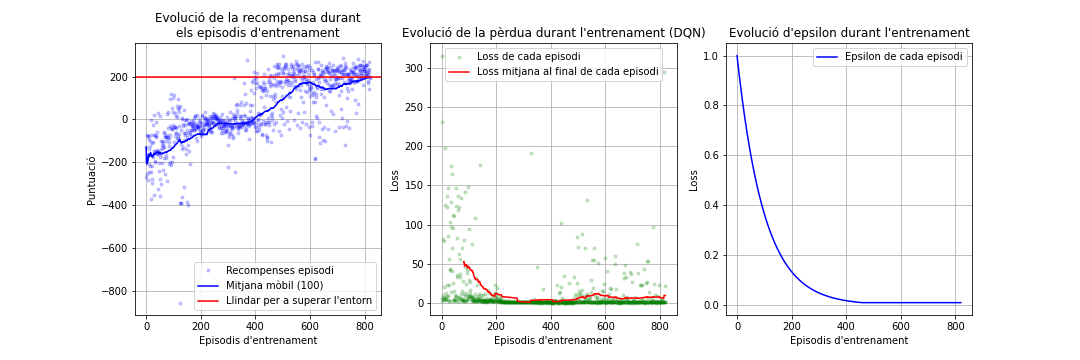 Evolució de la recompensa durant
els episodis d'entrenament
Puntuació
200
0
−200
−400
−600
−800
0
200
400
600
800
Episodis d'entrenament
Recompenses episodi
Mitjana mòbil (100)
Llindar per a superar l'entorn
Evolució de la pèrdua durant l'entrenament (DQN)
Loss
300
250
200
150
100
50
0
0
200
400
600
800
Episodis d'entrenament
Loss de cada episodi
Loss mitjana al final de cada episodi
Evolució d'epsilon durant l'entrenament
Loss
1.0
0.8
0.6
0.4
0.2
0.0
0
200
400
600
800
Episodis d'entrenament
Epsilon de cada episodi